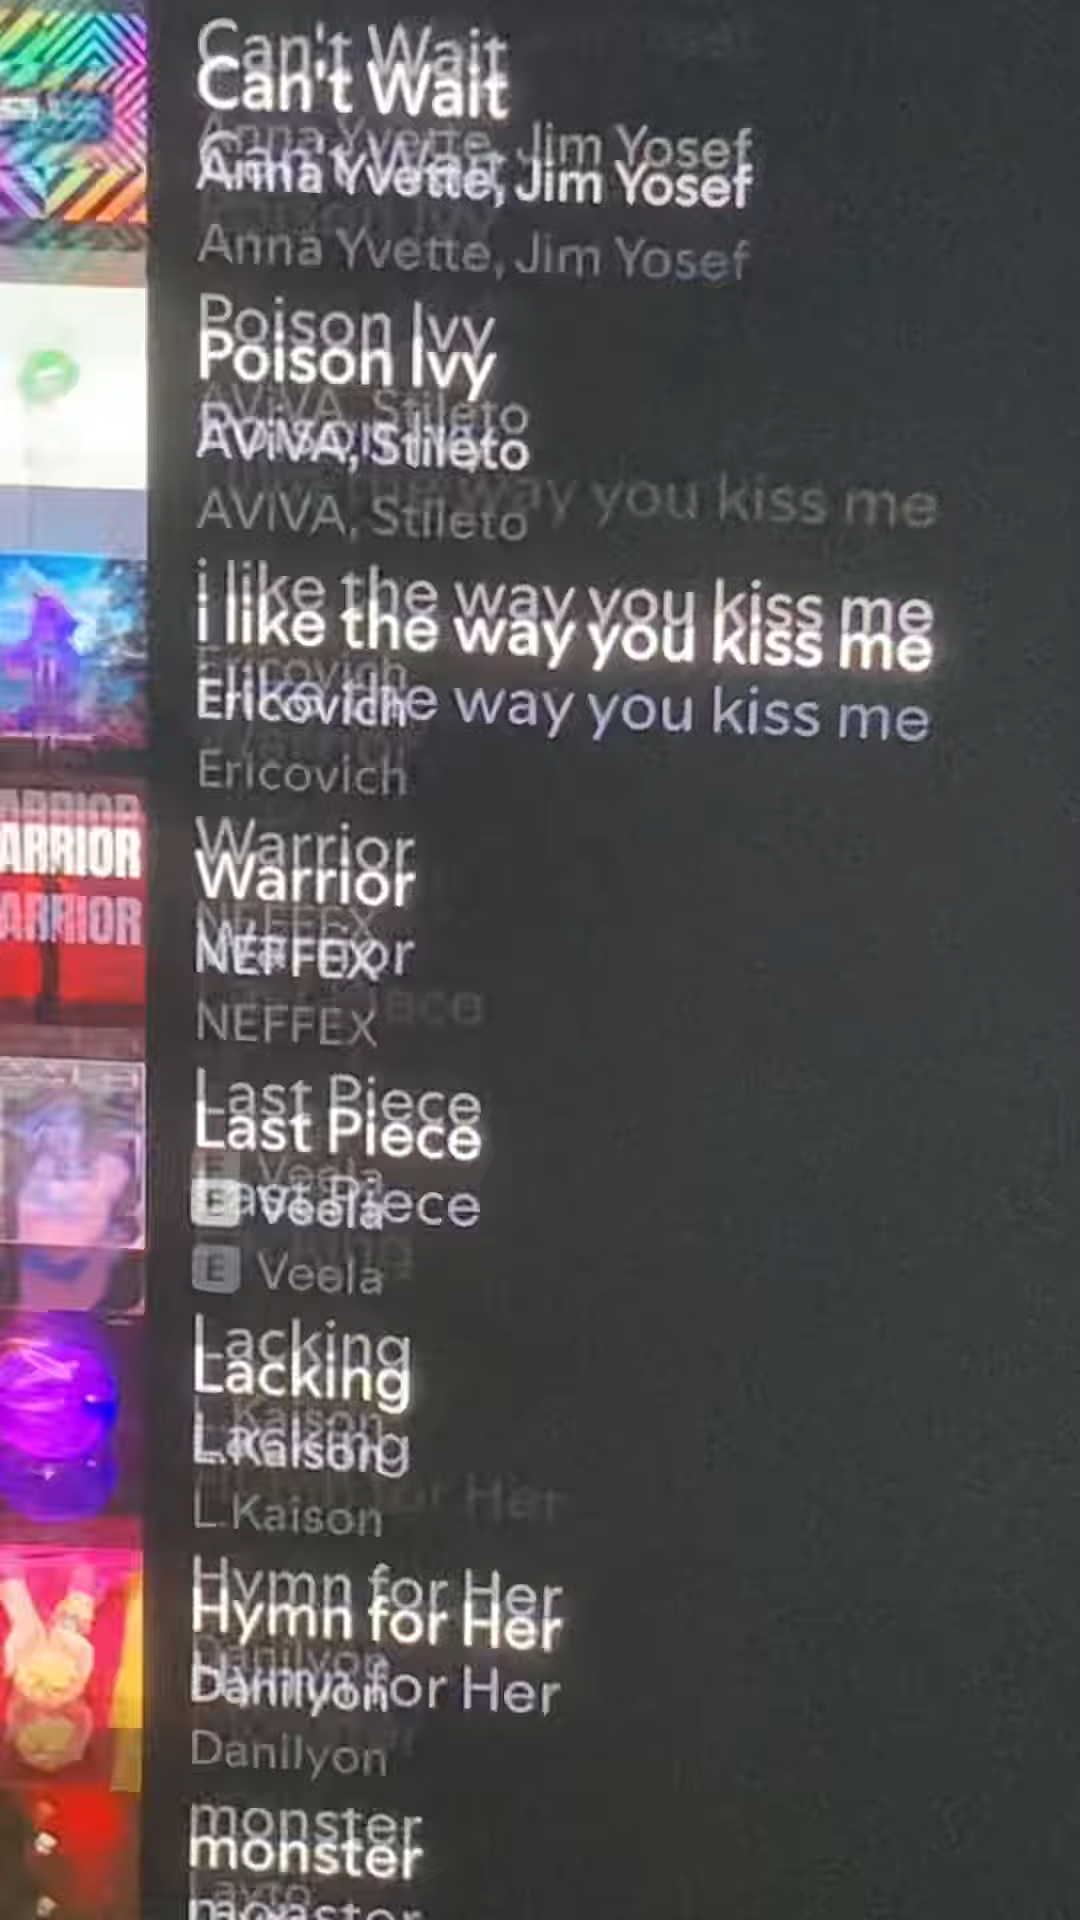 Can't Wait
Anna Yvette, Jim Yosef
Poison Ivy
AViVA, Stileto
i like the way you kiss me
Ericovich
ARRIOR
Warrior
NEFFEX
Last Piece
E Veela
Lacking
L.Kaison
Hymn for Her
Danilyon
monster